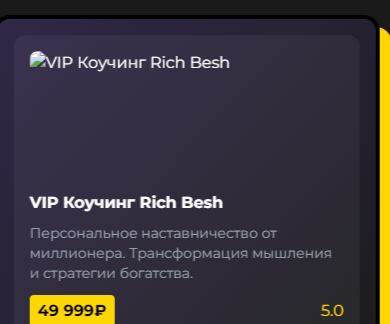 VIP Коучинг Rich Besh
VIP Коучинг Rich Besh
Персональное наставничество от
миллионера. Трансформация мышления
и стратегии богатства.
49 999₽ 5.0